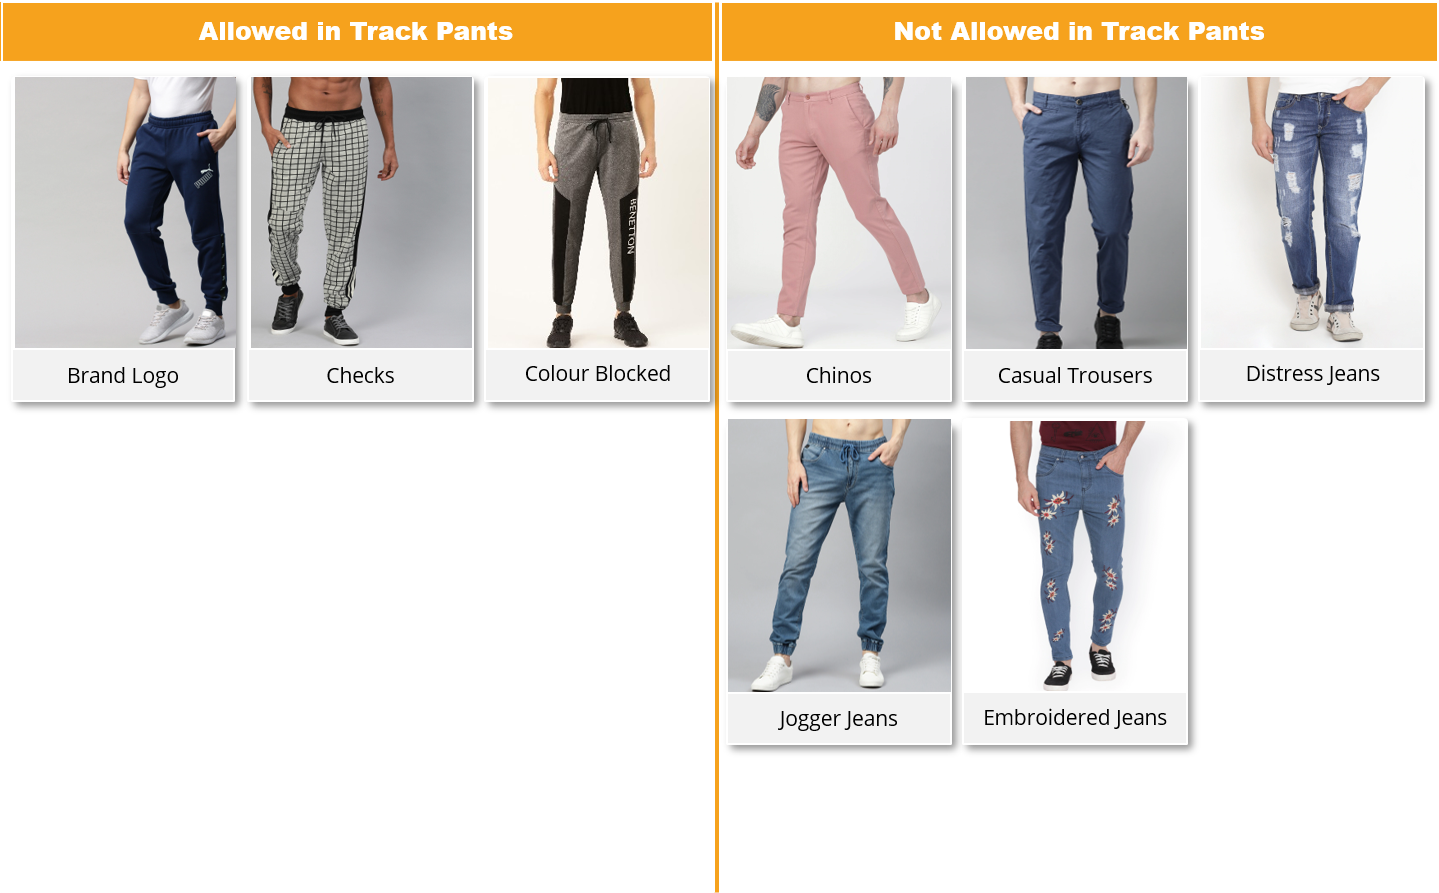 Allowed in Track Pants
Not Allowed in Track Pants
PUMA
BENETTON
Brand Logo
Checks
Colour Blocked
Chinos
Casual Trousers
Distress Jeans
Jogger Jeans
Embroidered Jeans